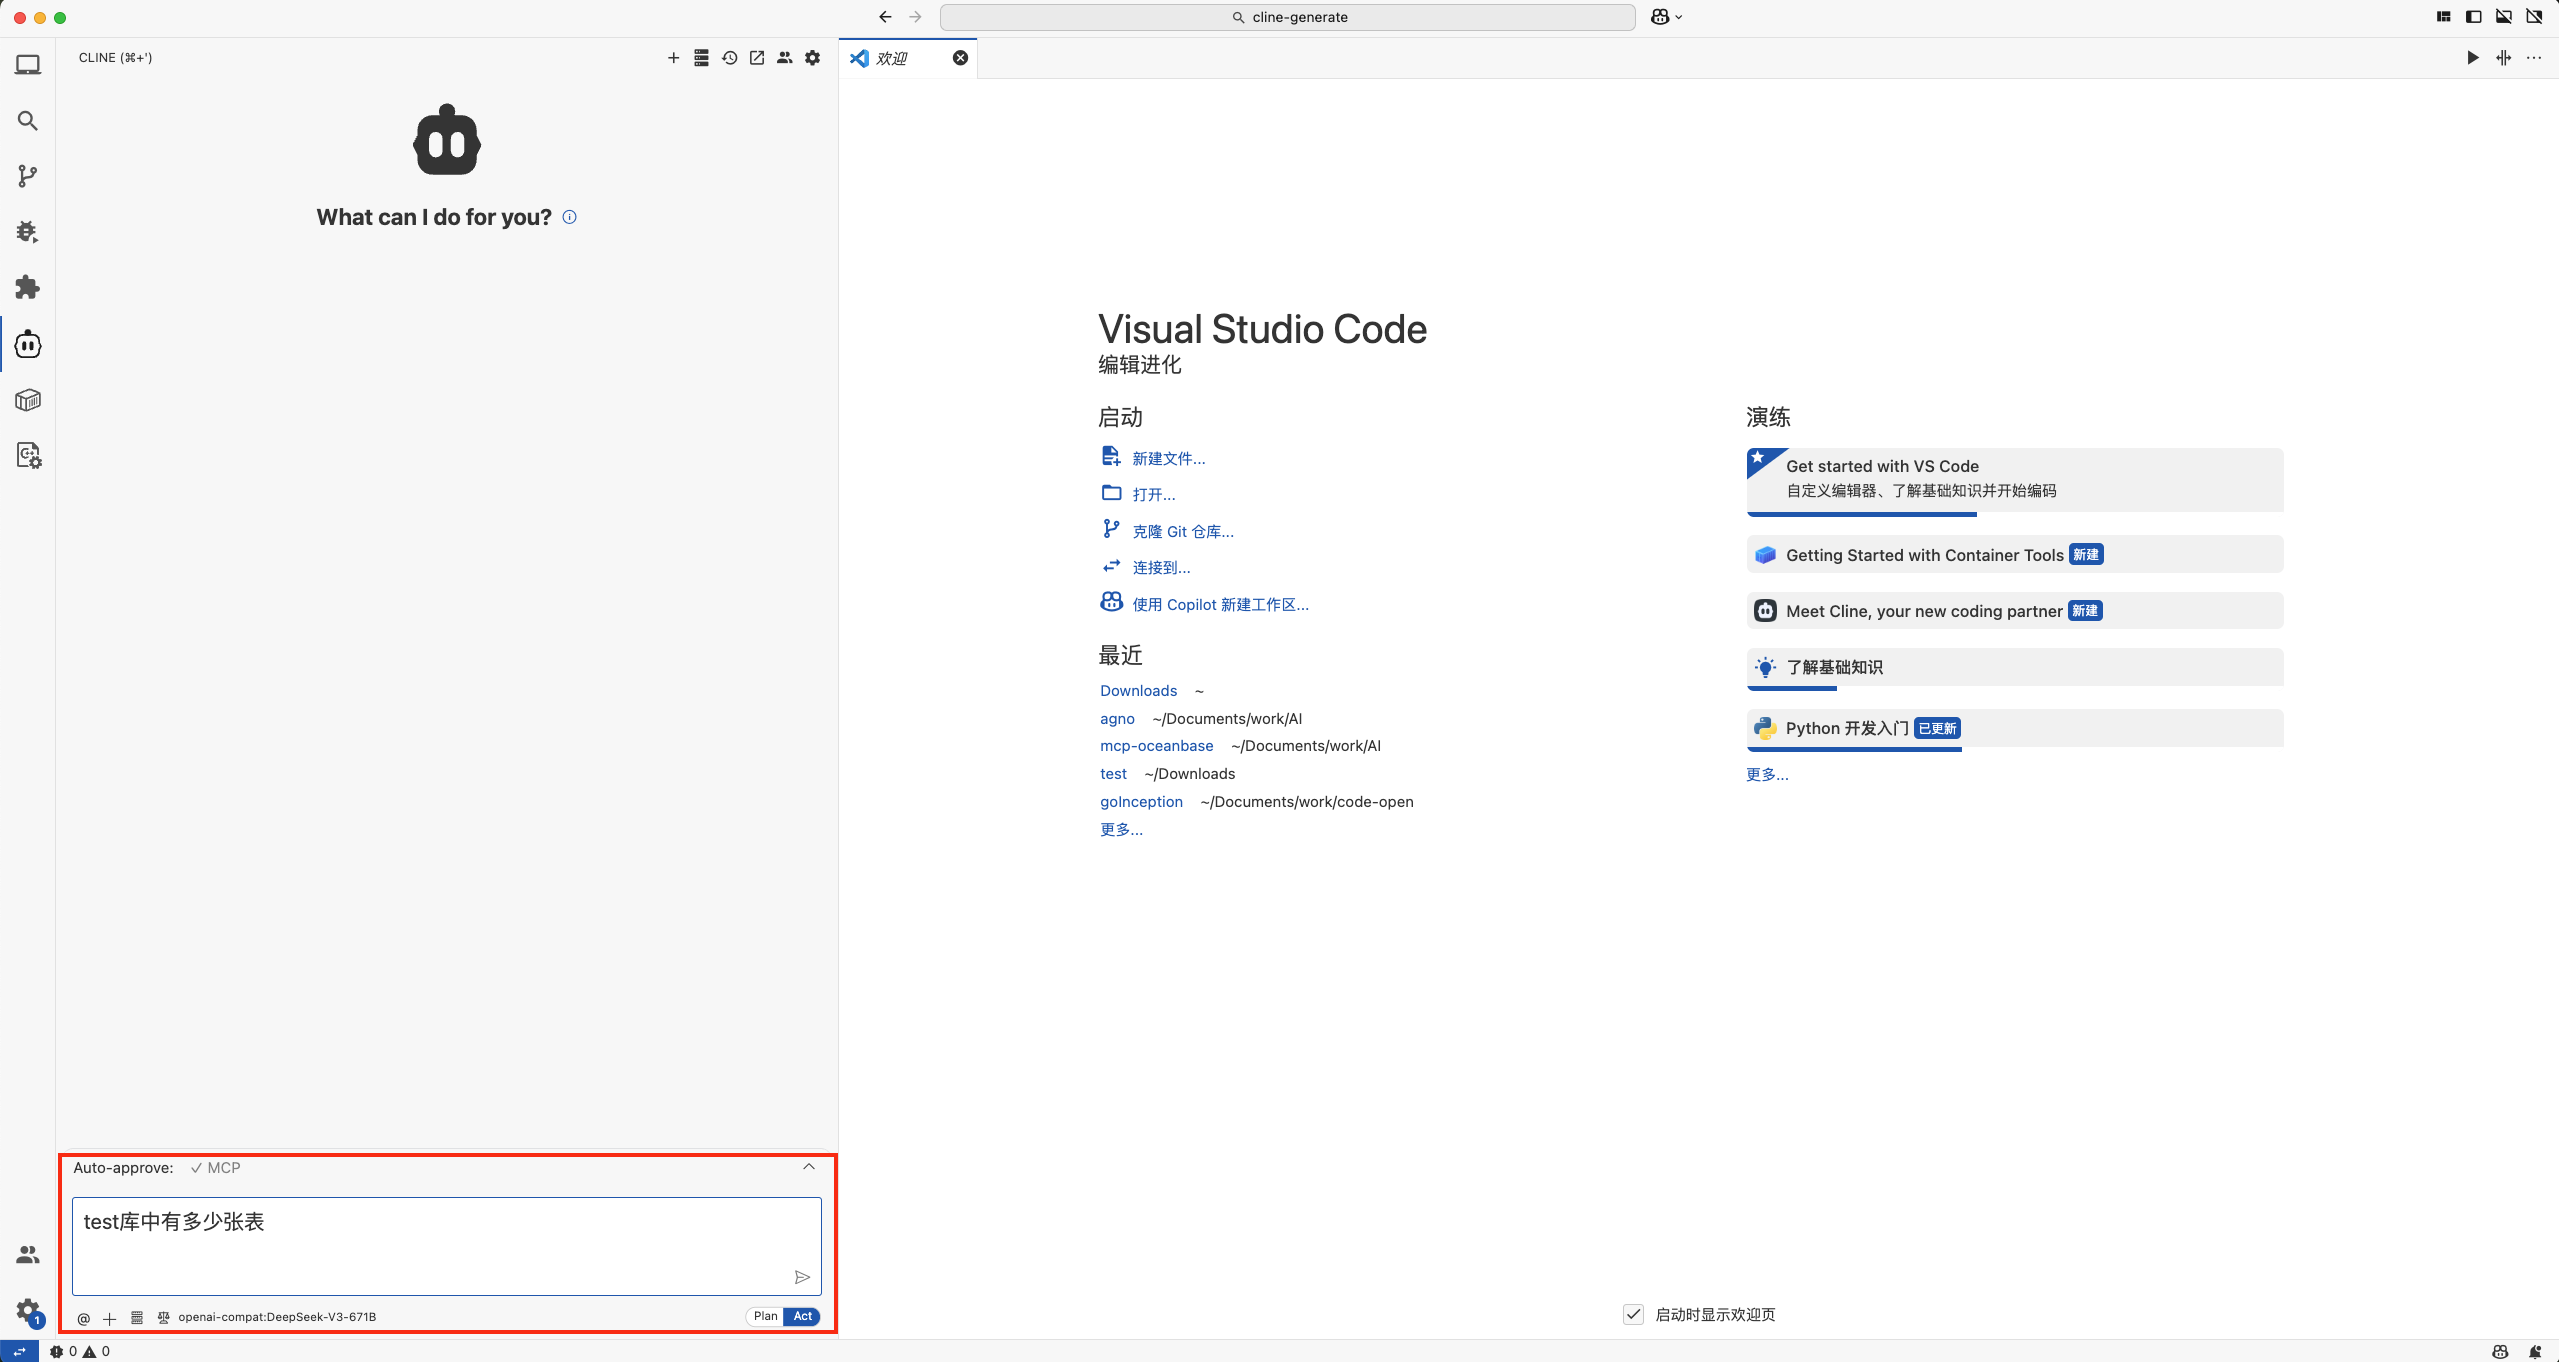 cline-generate
CLINE (⌘+')
欢迎
What can I do for you?
Visual Studio Code
编辑进化
启动
新建文件...
打开...
克隆 Git 仓库...
连接到...
使用 Copilot 新建工作区...
最近
Downloads ~
agno ~/Documents/work/AI
mcp-oceanbase ~/Documents/work/AI
test ~/Downloads
goInception ~/Documents/work/code-open
更多...
演练
Get started with VS Code
自定义编辑器、了解基础知识并开始编码
Getting Started with Container Tools 新建
Meet Cline, your new coding partner 新建
了解基础知识
Python 开发入门 已更新
更多...
Auto-approve: ✓ MCP
test库中有多少张表
@ openai-compat:DeepSeek-V3-671B
Plan Act
启动时显示欢迎页
1
0 0